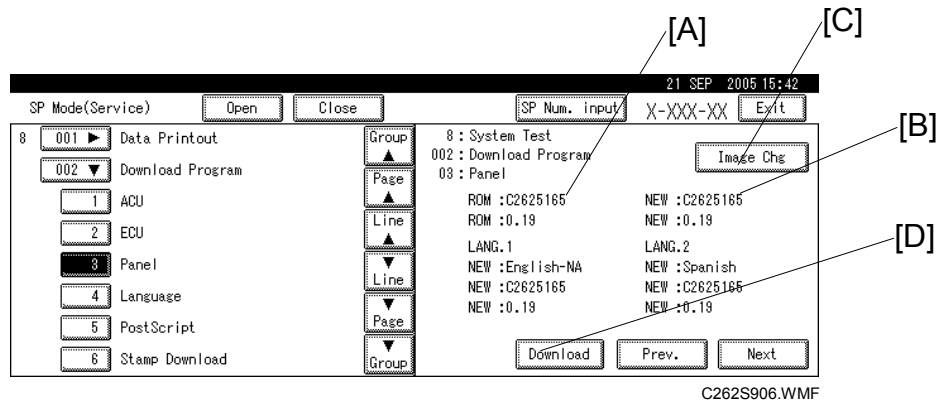 [A]
[C]
21 SEP 2005 15:42
SP Mode(Service) Open Close SP Num. input X-XXX-XX Exit
8 001 ▶ Data Printout
002 ▼ Download Program
1 ACU
2 ECU
3 Panel
4 Language
5 PostScript
6 Stamp Download
Group ▲
Page ▲
Line ▲
▼ Line
▼ Page
▼ Group
8 : System Test
002 : Download Program
03 : Panel
Image Chg
[B]
ROM :C2625165 NEW :C2625165
ROM :0.19 NEW :0.19
[D]
LANG.1 LANG.2
NEW :English-NA NEW :Spanish
NEW :C2625165 NEW :C2625165
NEW :0.19 NEW :0.19
Download Prev. Next
C262S906.WMF